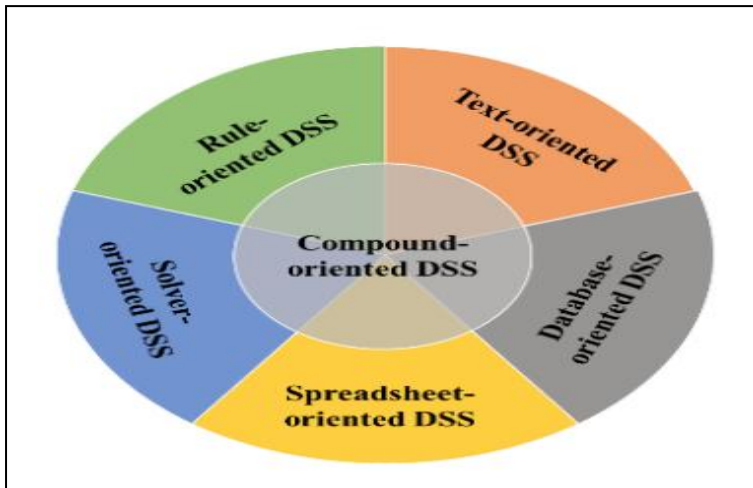 Rule-
oriented DSS
Text-oriented
DSS
Compound-
oriented DSS
Solver-
oriented DSS
Database-
oriented DSS
Spreadsheet-
oriented DSS